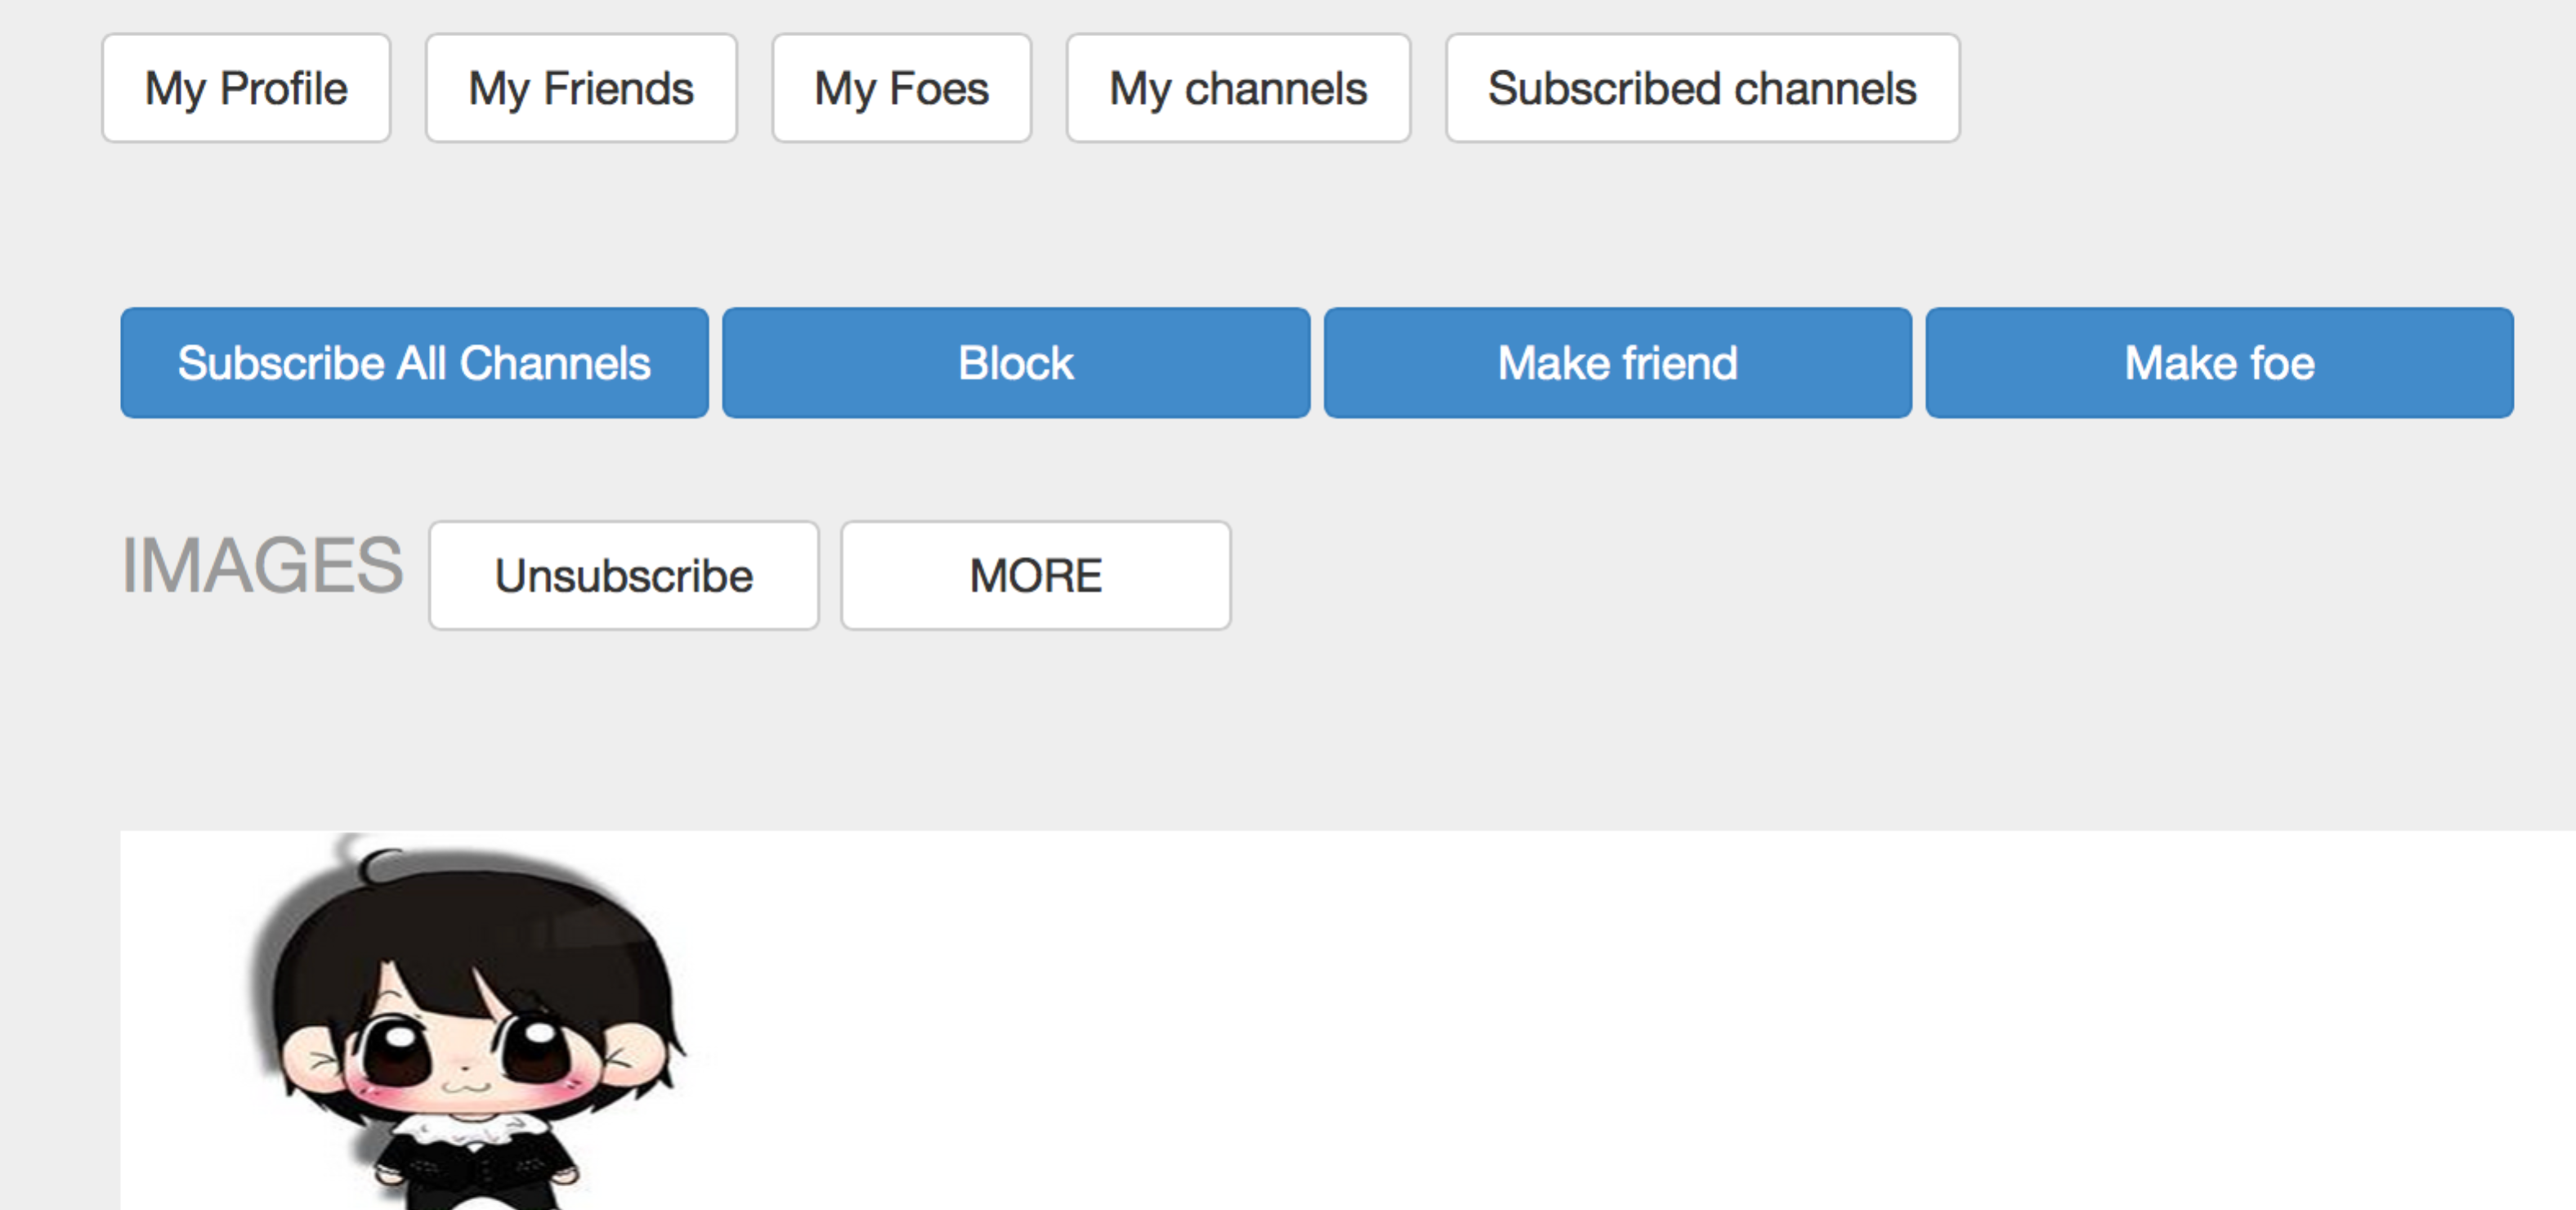 My Profile My Friends My Foes My channels Subscribed channels
Subscribe All Channels Block Make friend Make foe
IMAGES Unsubscribe MORE